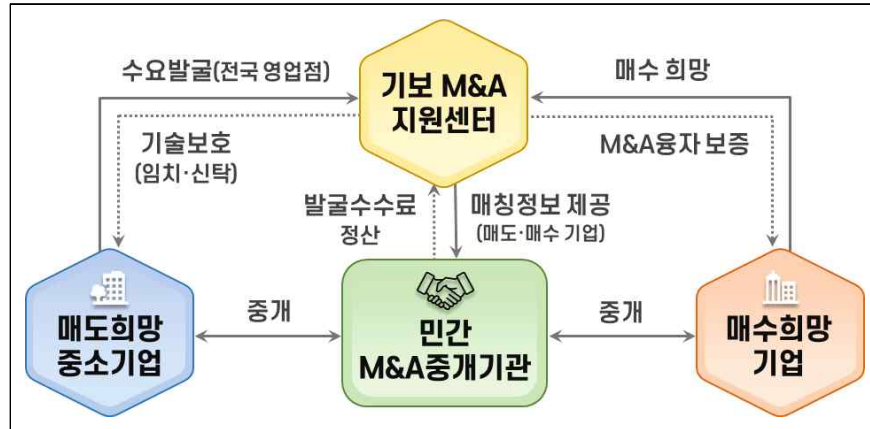 수요발굴(전국 영업점)
기보 M&A
지원센터
매수 희망
기술보호
(임치·신탁)
M&A융자 보증
발굴수수료
정산
매칭정보 제공
(매도·매수 기업)
매도희망
중소기업
중개
민간
M&A중개기관
중개
매수희망
기업